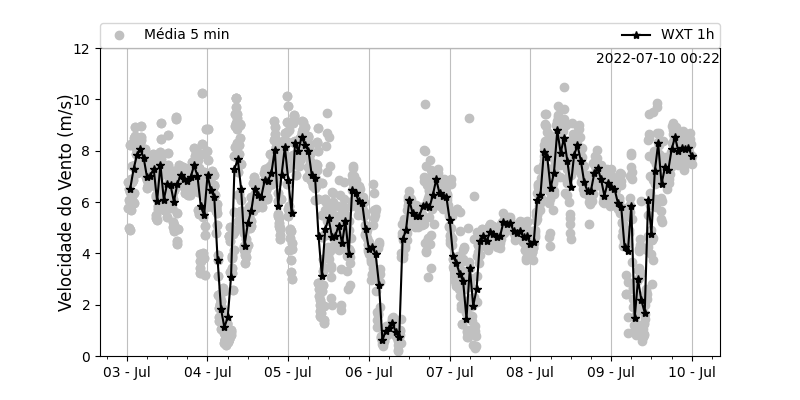 Média 5 min
WXT 1h
2022-07-10 00:22
Velocidade do Vento (m/s)
12
10
8
6
4
2
0
03 - Jul
04 - Jul
05 - Jul
06 - Jul
07 - Jul
08 - Jul
09 - Jul
10 - Jul